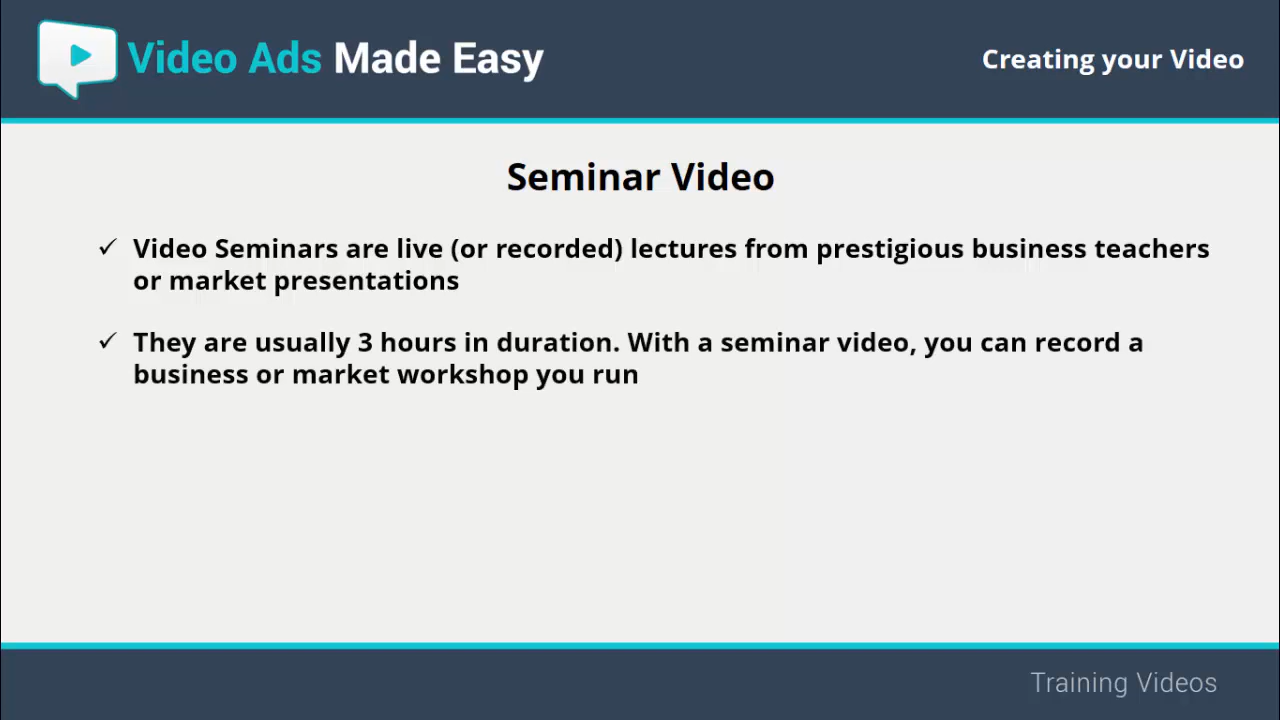 Video Ads Made Easy
Creating your Video
Seminar Video
✓ Video Seminars are live (or recorded) lectures from prestigious business teachers
or market presentations
✓ They are usually 3 hours in duration. With a seminar video, you can record a
business or market workshop you run
Training Videos